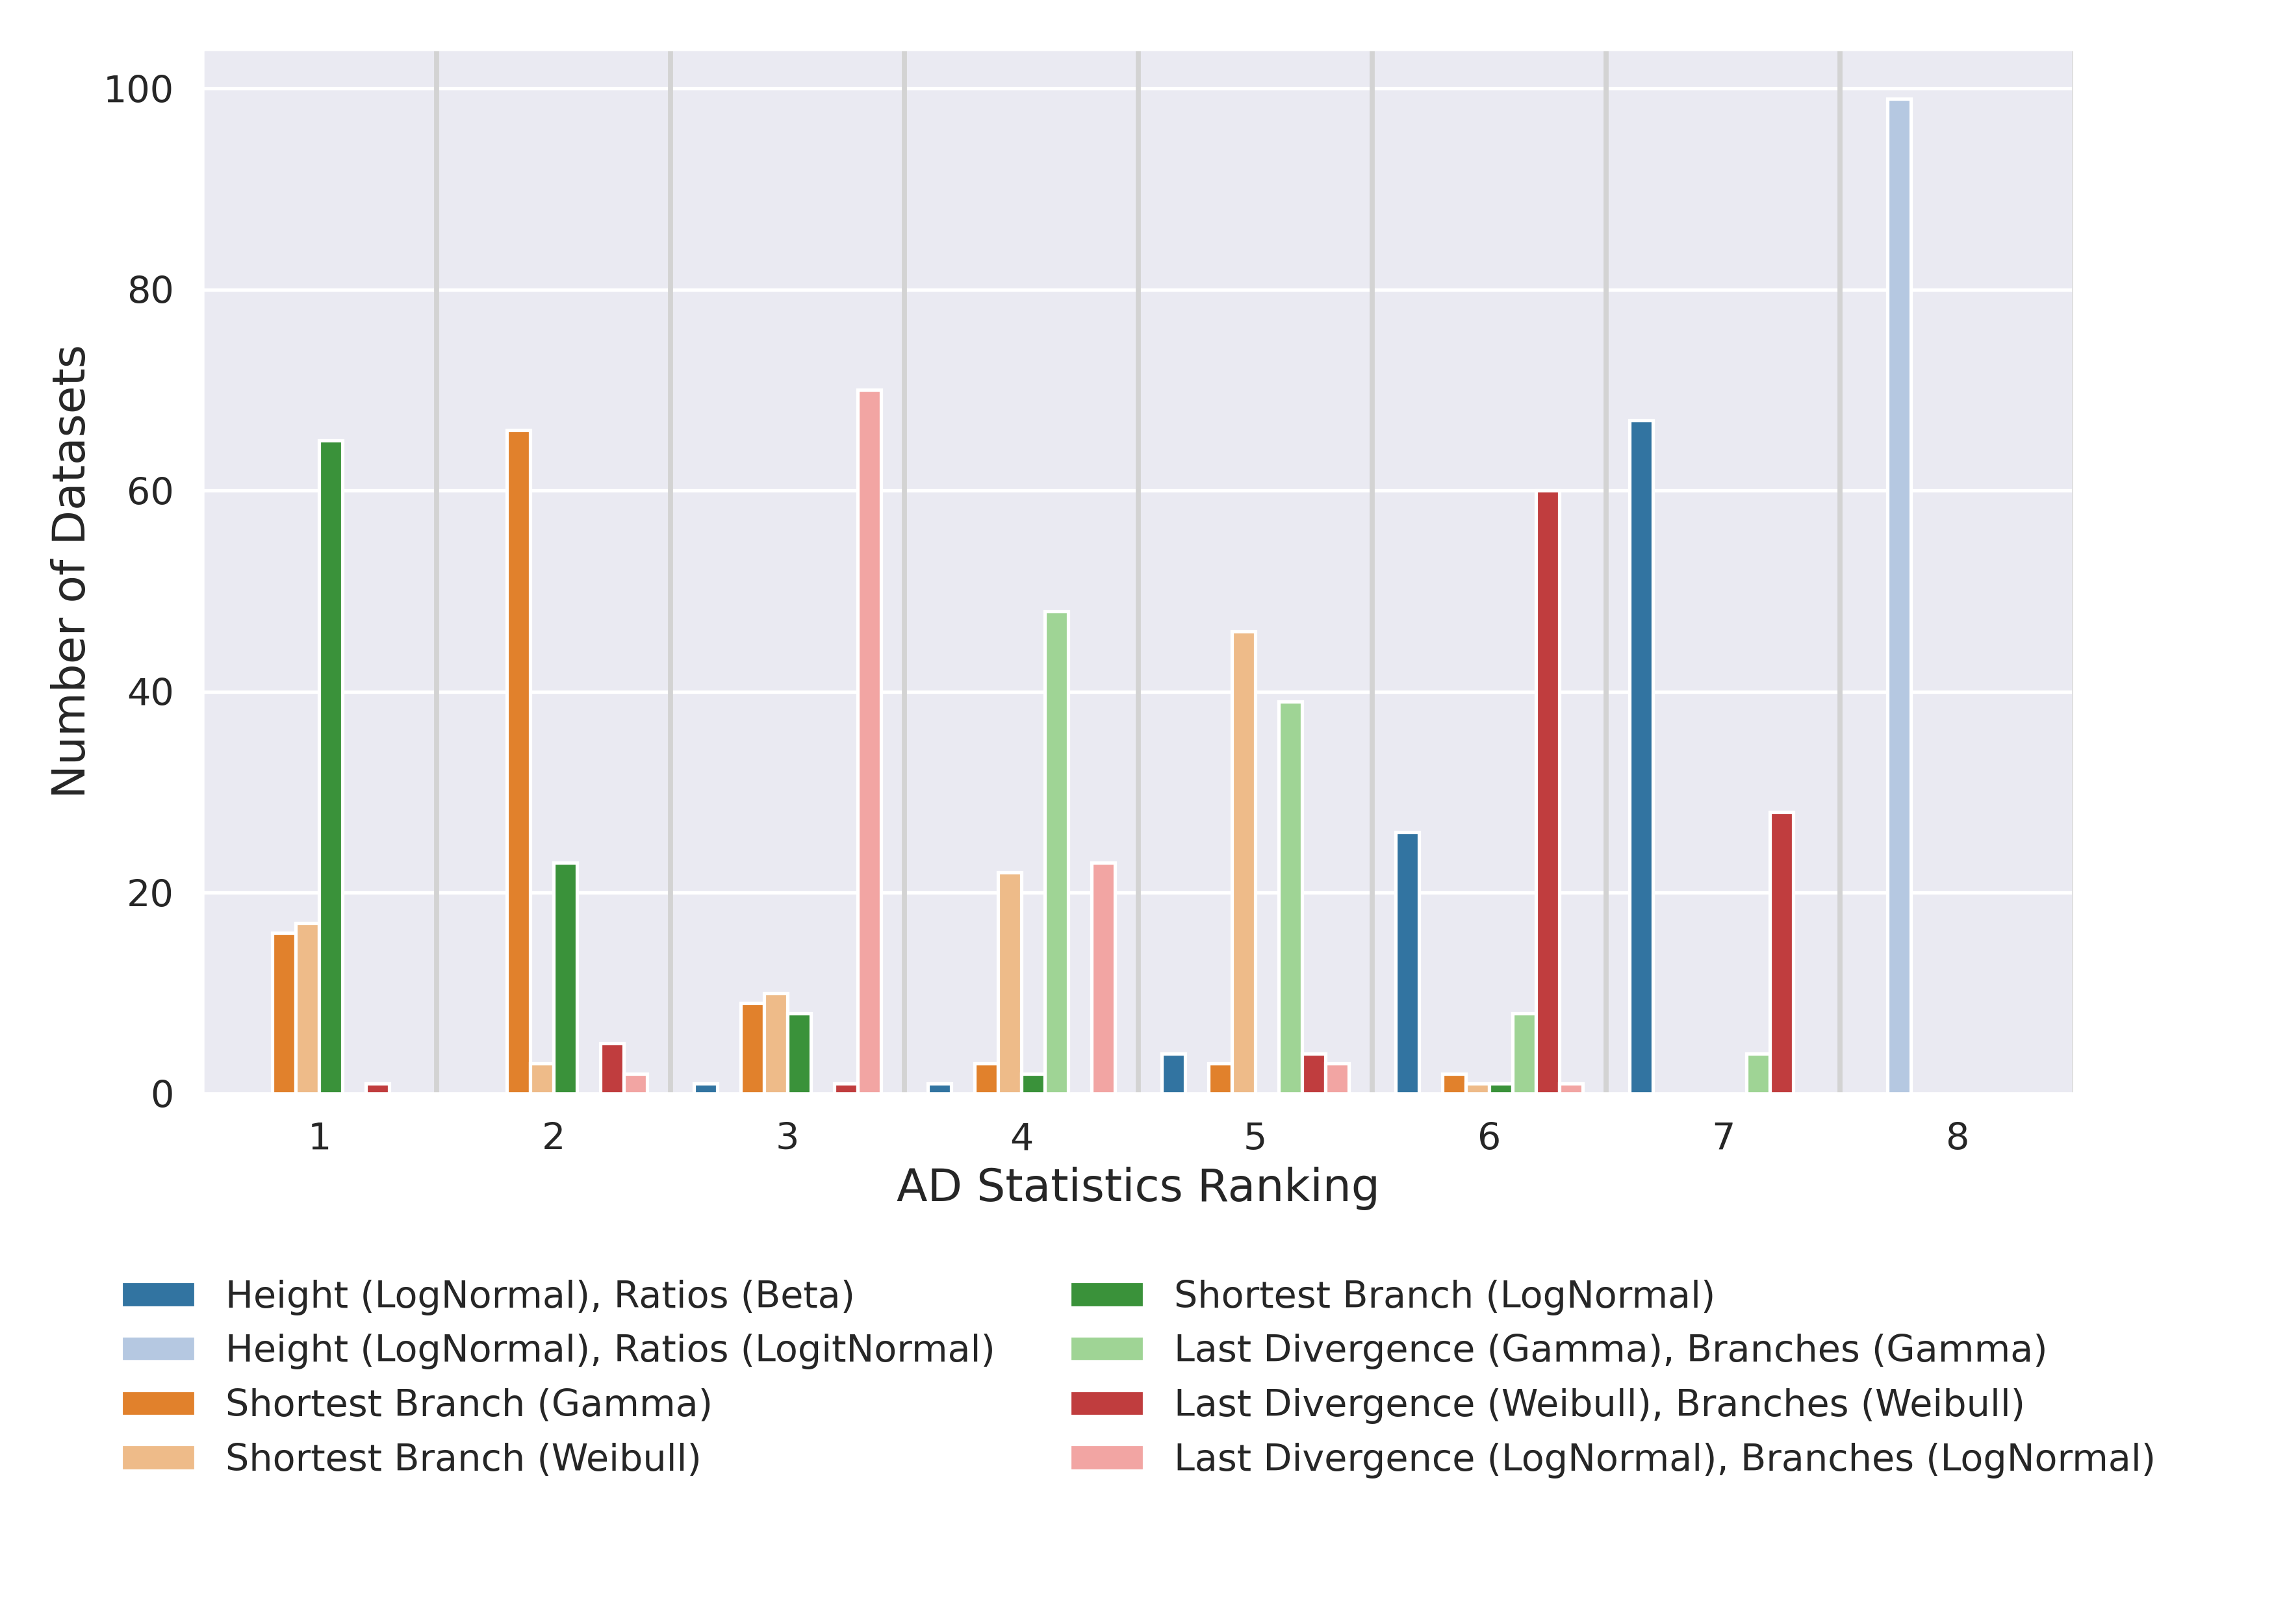 100
80
60
40
20
0
Number of Datasets
1 2 3 4 5 6 7 8
AD Statistics Ranking
Height (LogNormal), Ratios (Beta)
Height (LogNormal), Ratios (LogitNormal)
Shortest Branch (Gamma)
Shortest Branch (Weibull)
Shortest Branch (LogNormal)
Last Divergence (Gamma), Branches (Gamma)
Last Divergence (Weibull), Branches (Weibull)
Last Divergence (LogNormal), Branches (LogNormal)